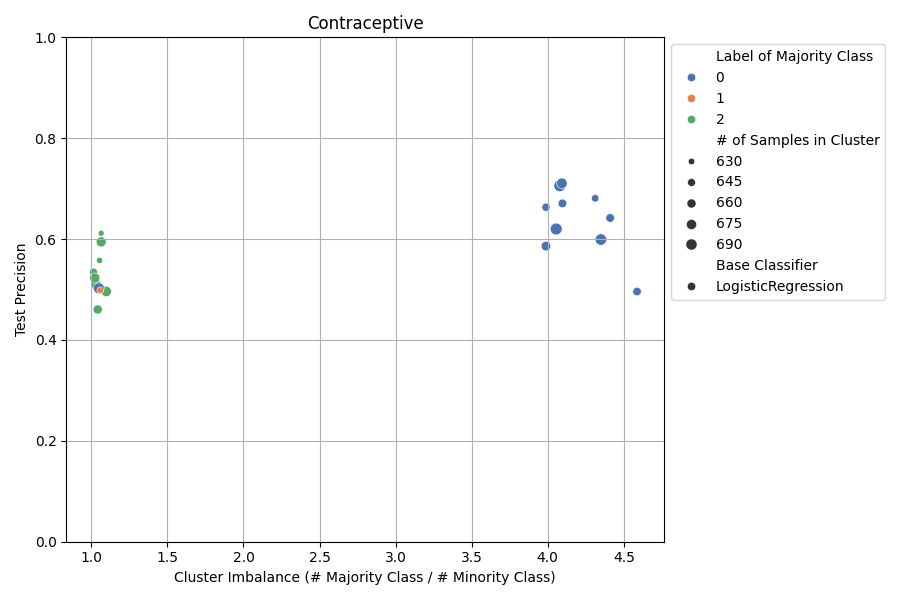 Contraceptive
1.0
0.8
0.6
0.4
0.2
0.0
Test Precision
1.0 1.5 2.0 2.5 3.0 3.5 4.0 4.5
Cluster Imbalance (# Majority Class / # Minority Class)
Label of Majority Class
0
1
2
# of Samples in Cluster
630
645
660
675
690
Base Classifier
LogisticRegression